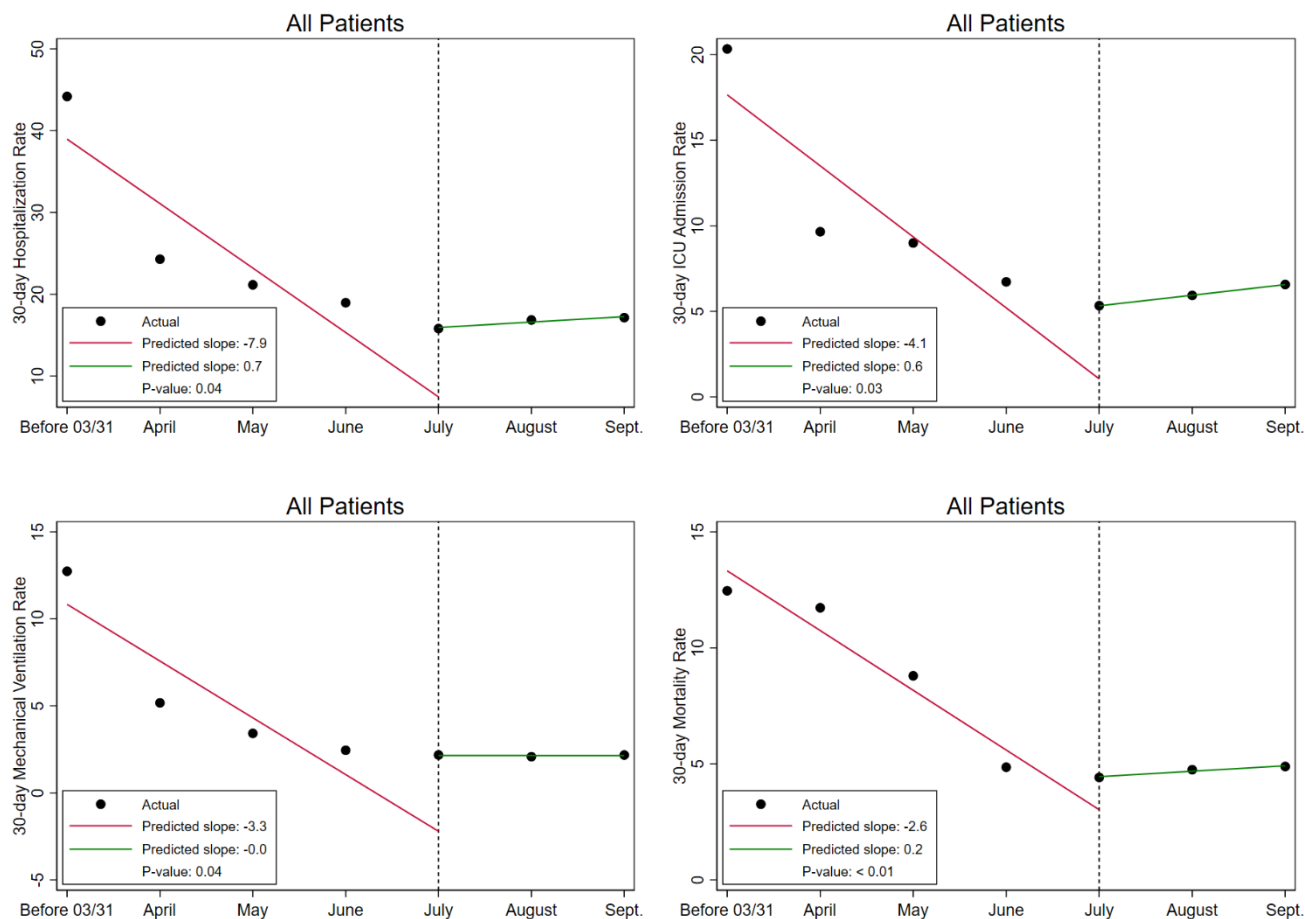 All Patients
30-day Hospitalization Rate
50
40
30
20
10
Actual
Predicted slope: -7.9
Predicted slope: 0.7
P-value: 0.04
Before 03/31 April May June July August Sept.
All Patients
30-day ICU Admission Rate
20
15
10
5
0
Actual
Predicted slope: -4.1
Predicted slope: 0.6
P-value: 0.03
Before 03/31 April May June July August Sept.
All Patients
30-day Mechanical Ventilation Rate
15
10
5
0
-5
Actual
Predicted slope: -3.3
Predicted slope: -0.0
P-value: 0.04
Before 03/31 April May June July August Sept.
All Patients
30-day Mortality Rate
15
10
5
0
Actual
Predicted slope: -2.6
Predicted slope: 0.2
P-value: < 0.01
Before 03/31 April May June July August Sept.